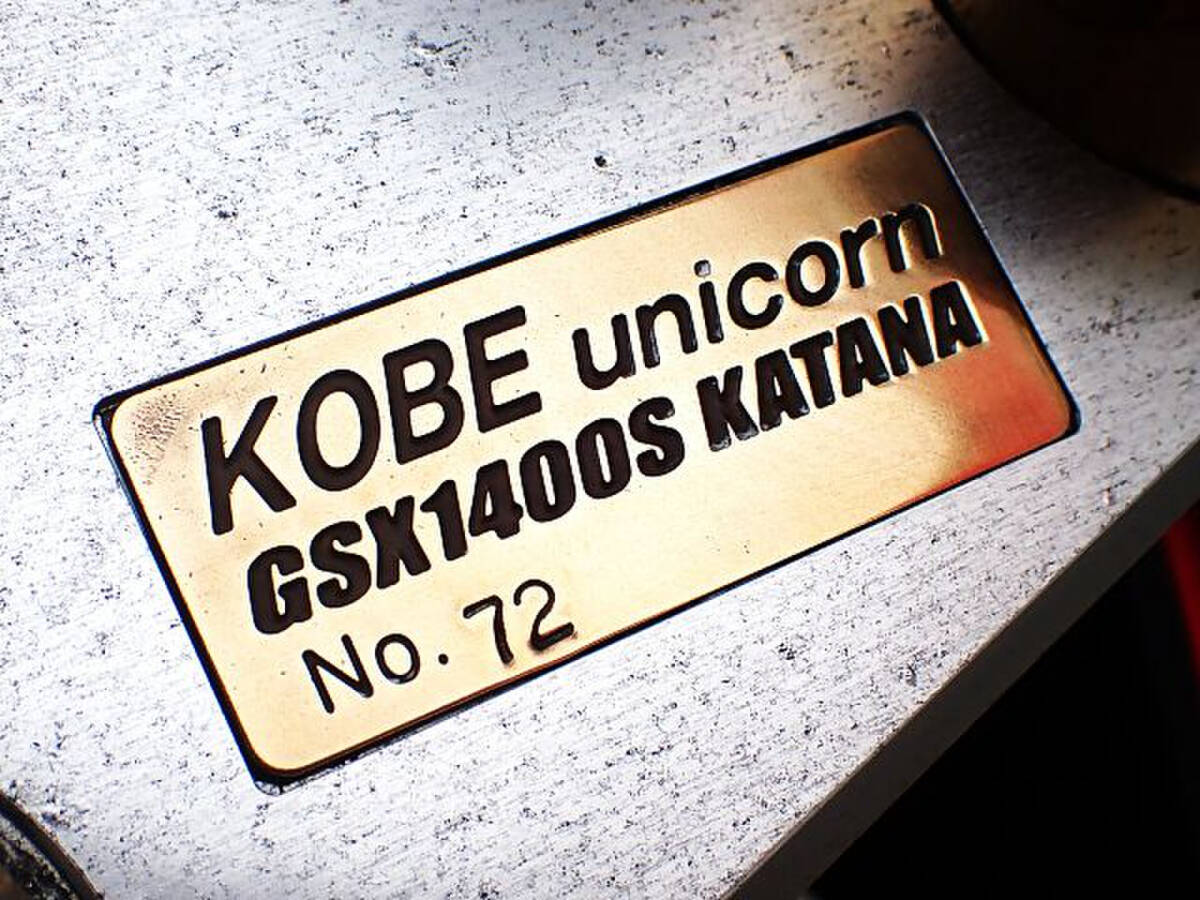 KOBE unicorn
GSX1400S KATANA
No. 72